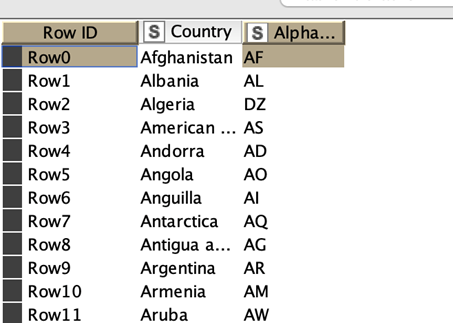 Row ID S Country S Alpha...
Row0 Afghanistan AF
Row1 Albania AL
Row2 Algeria DZ
Row3 American ... AS
Row4 Andorra AD
Row5 Angola AO
Row6 Anguilla AI
Row7 Antarctica AQ
Row8 Antigua a... AG
Row9 Argentina AR
Row10 Armenia AM
Row11 Aruba AW